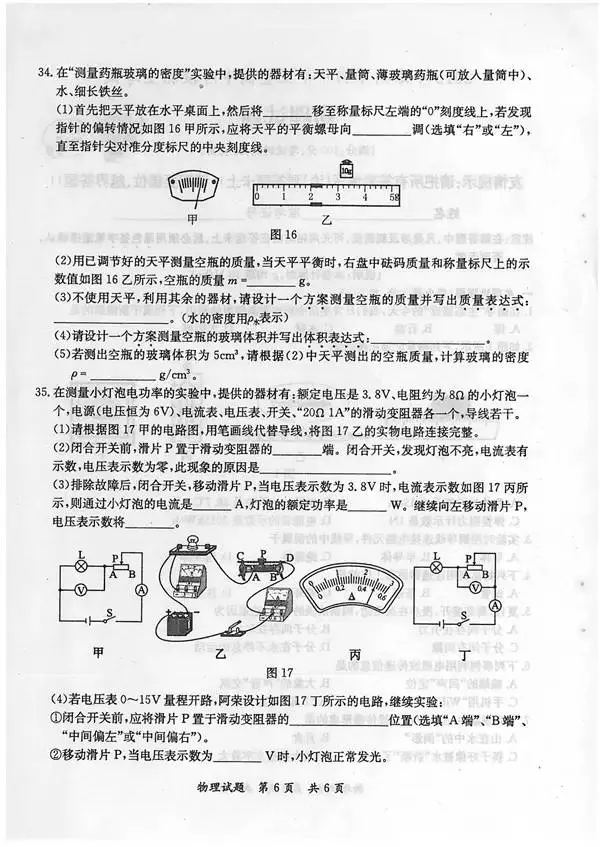 34. 在“测量药瓶玻璃的密度”实验中,提供的器材有:天平、量筒、薄玻璃药瓶(可放人量筒中)、
水、细长铁丝。
(1)首先把天平放在水平桌面上,然后将________移至称量标尺左端的“0”刻度线上,若发现
指针的偏转情况如图16甲所示,应将天平的平衡螺母向________调(选填“右”或“左”),
直至指针尖对准分度标尺的中央刻度线。
10g
0 1 2 3 4 5g
甲 乙
图16
(2)用已调节好的天平测量空瓶的质量,当天平平衡时,右盘中砝码质量和称量标尺上的示
数值如图16乙所示,空瓶的质量m=________g。
(3)不使用天平,利用其余的器材,请设计一个方案测量空瓶的质量并写出质量表达式:
________。(水的密度用ρ水表示)
(4)请设计一个方案测量空瓶的玻璃体积并写出体积表达式:________
(5)若测出空瓶的玻璃体积为5cm³,请根据(2)中天平测出的空瓶质量,计算玻璃的密度
ρ=________g/cm³。
35. 在测量小灯泡电功率的实验中,提供的器材有:额定电压是3.8V、电阻约为8Ω的小灯泡一
个,电源(电压恒为6V)、电流表、电压表、开关、“20Ω 1A”的滑动变阻器各一个,导线若干。
(1)请根据图17甲的电路图,用笔画线代替导线,将图17乙的实物电路连接完整。
(2)闭合开关前,滑片P置于滑动变阻器的________端。闭合开关,发现灯泡不亮,电流表有
示数,电压表示数为零,此现象的原因是________。
(3)排除故障后,闭合开关,移动滑片P,当电压表示数为3.8V时,电流表示数如图17丙所
示,则通过小灯泡的电流是________A,灯泡的额定功率是________W。继续向左移动滑片P,
电压表示数将________。
L P A B V A S
C P D A B
0 1 2 3
0 0.2 0.4 0.6
A
L P A B V A S
甲 乙 丙 丁
图17
(4)若电压表0～15V量程开路,阿荣设计如图17丁所示的电路,继续实验:
①闭合开关前,应将滑片P置于滑动变阻器的________位置(选填“A端”、“B端”、
“中间偏左”或“中间偏右”)。
②移动滑片P,当电压表示数为________V时,小灯泡正常发光。
物理试题 第6页 共6页